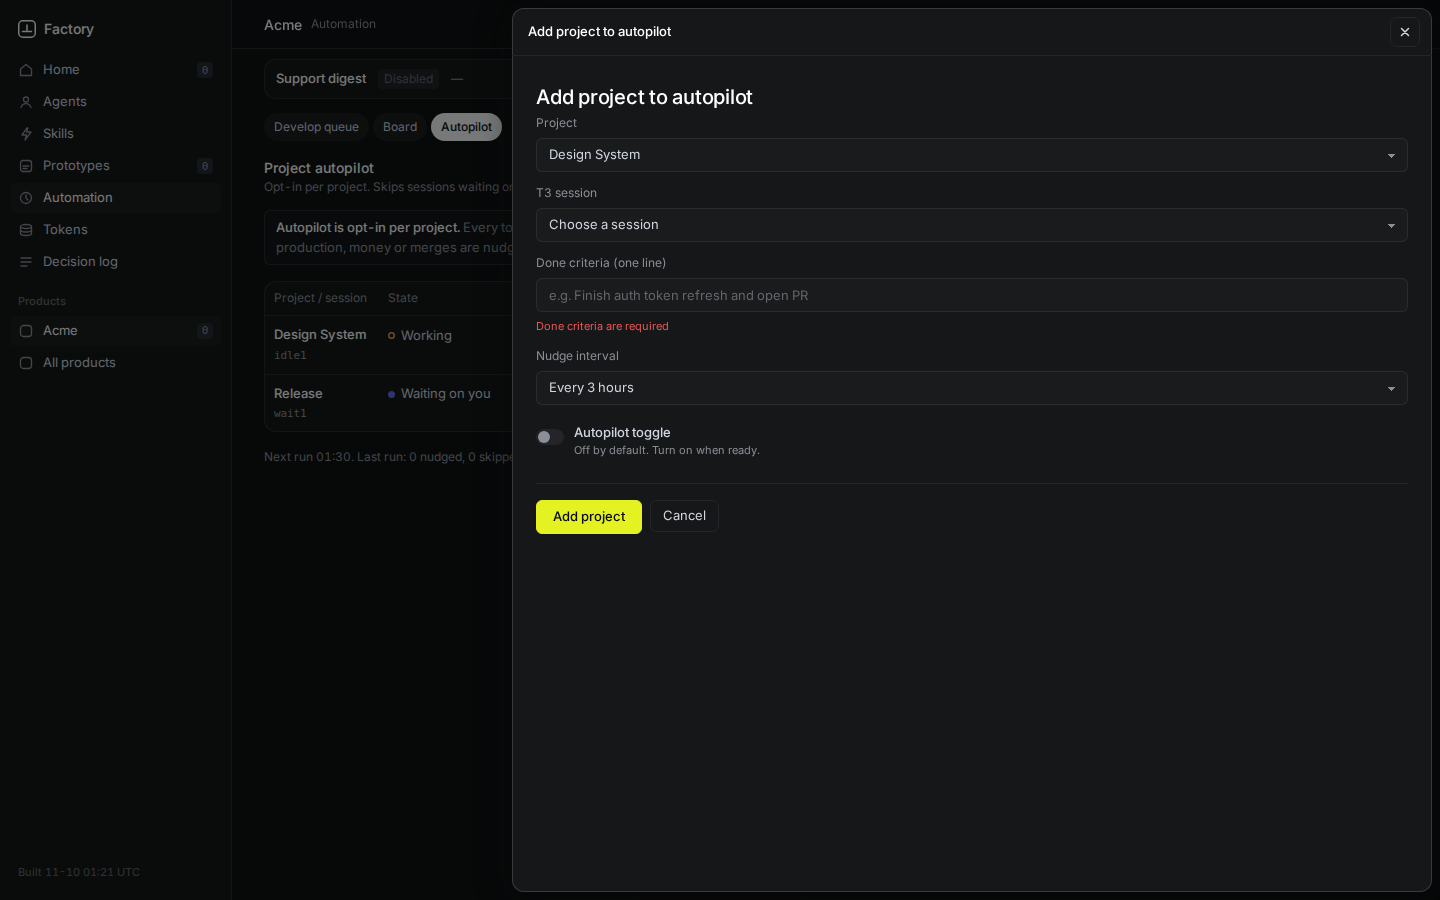 Factory
Home 0
Agents
Skills
Prototypes 0
Automation
Tokens
Decision log
Products
Acme 0
All products
Built 11-10 01:21 UTC
Acme Automation
Support digest Disabled —
Develop queue Board Autopilot
Project autopilot
Opt-in per project. Skips sessions waiting
Autopilot is opt-in per project. Every
production, money or merges are
Project / session State
Design System Working
idle1
Release Waiting on you
wait1
Next run 01:30. Last run: 0 nudged, 0
Add project to autopilot
Add project to autopilot
Project
Design System
T3 session
Choose a session
Done criteria (one line)
e.g. Finish auth token refresh and open PR
Done criteria are required
Nudge interval
Every 3 hours
Autopilot toggle
Off by default. Turn on when ready.
Add project Cancel